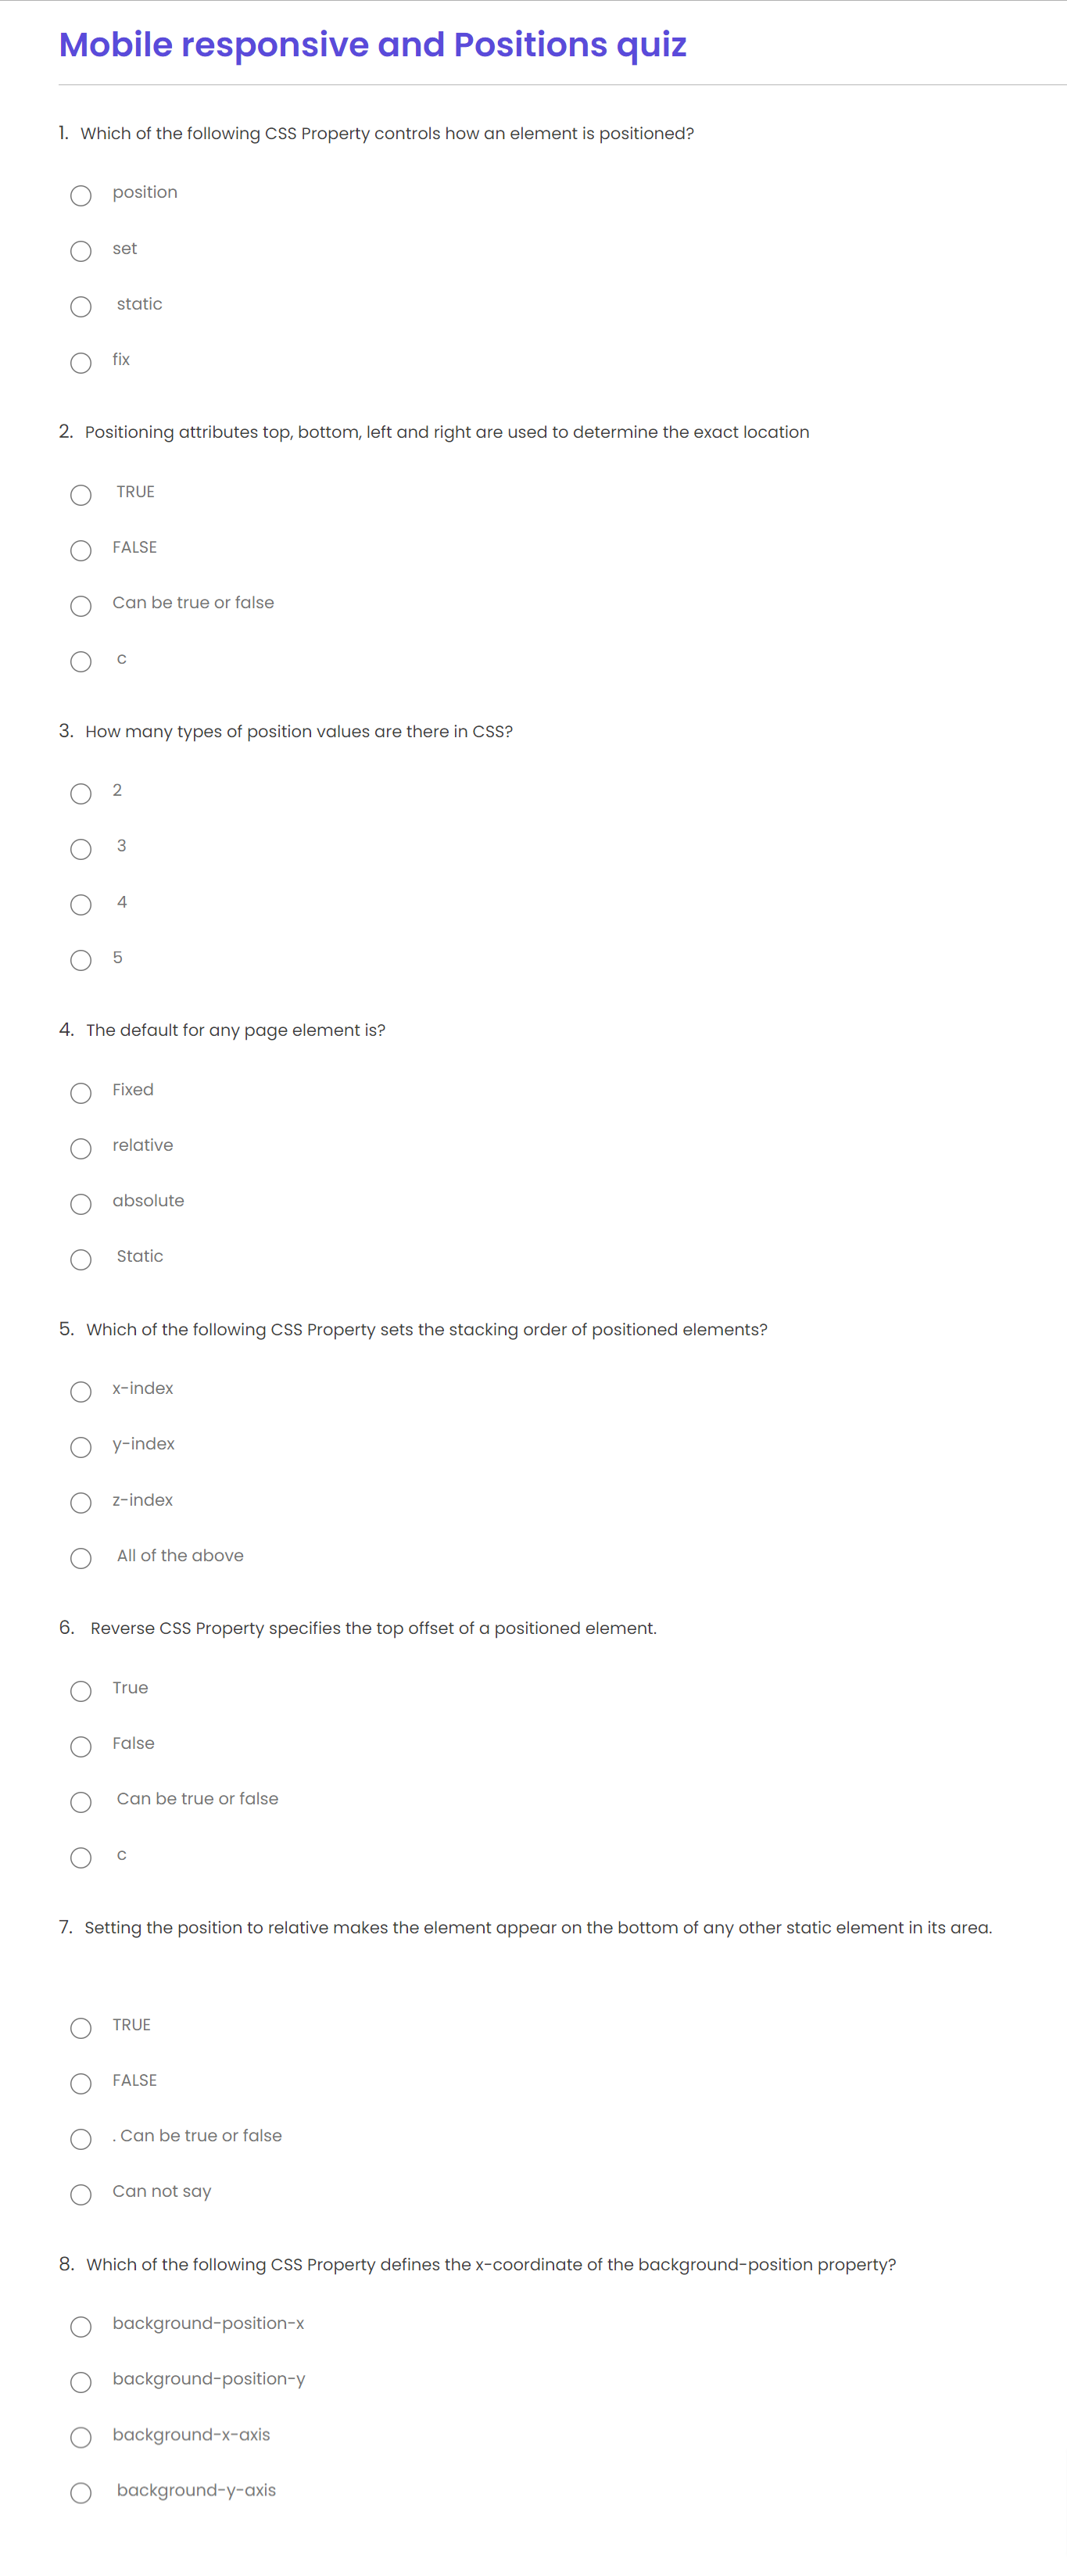 Mobile responsive and Positions quiz
1. Which of the following CSS Property controls how an element is positioned?
position
set
static
fix
2. Positioning attributes top, bottom, left and right are used to determine the exact location
TRUE
FALSE
Can be true or false
c
3. How many types of position values are there in CSS?
2
3
4
5
4. The default for any page element is?
Fixed
relative
absolute
Static
5. Which of the following CSS Property sets the stacking order of positioned elements?
x-index
y-index
z-index
All of the above
6. Reverse CSS Property specifies the top offset of a positioned element.
True
False
Can be true or false
c
7. Setting the position to relative makes the element appear on the bottom of any other static element in its area.
TRUE
FALSE
. Can be true or false
Can not say
8. Which of the following CSS Property defines the x-coordinate of the background-position property?
background-position-x
background-position-y
background-x-axis
background-y-axis